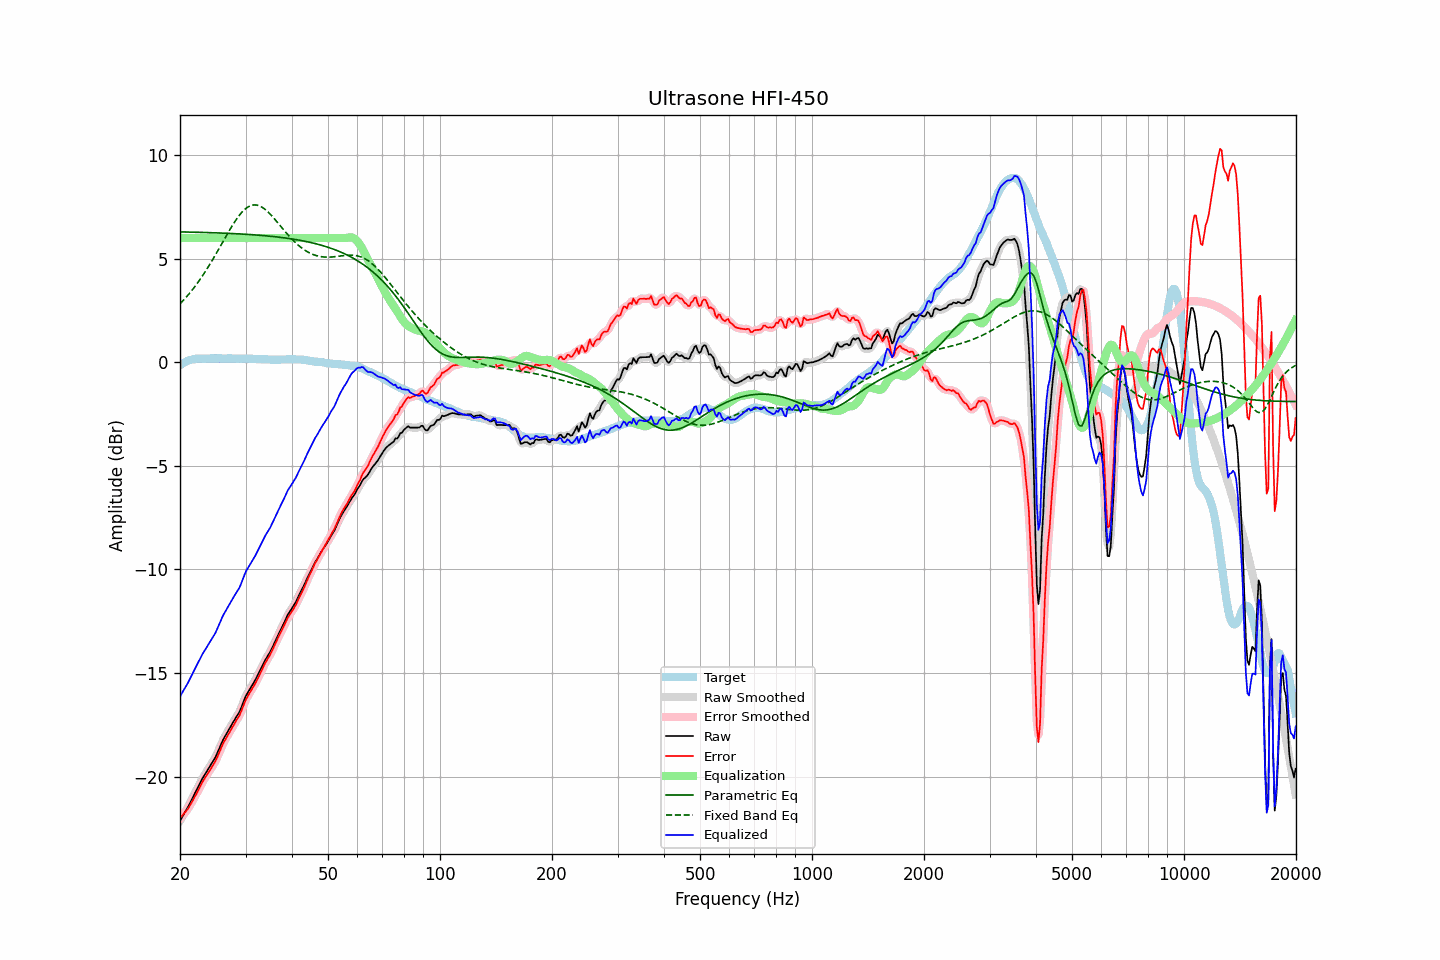 Ultrasone HFI-450
10
5
0
−5
−10
−15
−20
Amplitude (dBr)
Target
Raw Smoothed
Error Smoothed
Raw
Error
Equalization
Parametric Eq
Fixed Band Eq
Equalized
20 50 100 200 500 1000 2000 5000 10000 20000
Frequency (Hz)